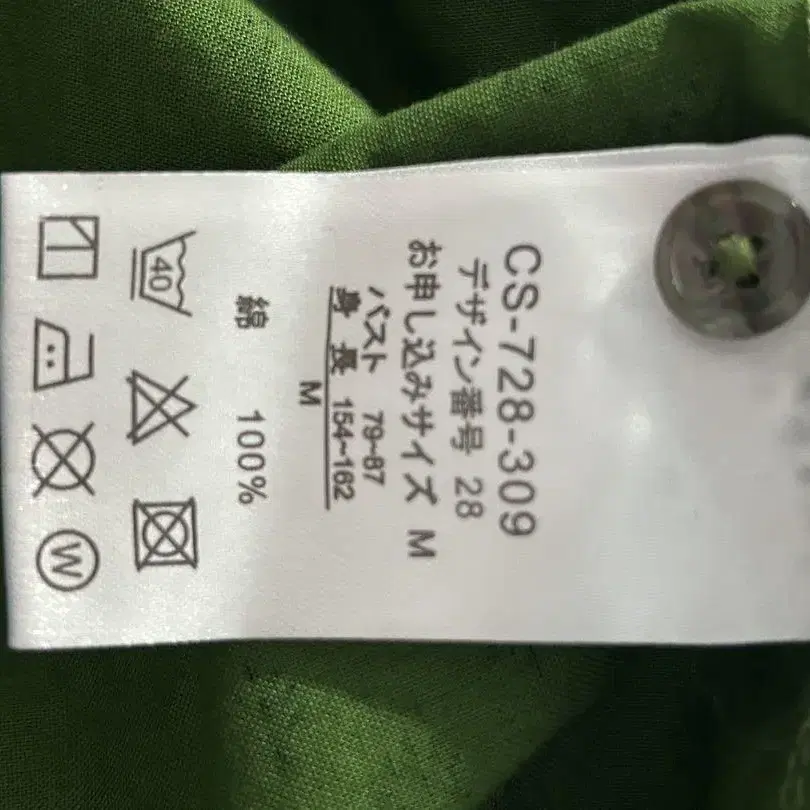 CS-728-309
デザイン番号 28
お申し込みサイズ M
バスト 79~87
身長 154~162
M
綿 100%
40
W